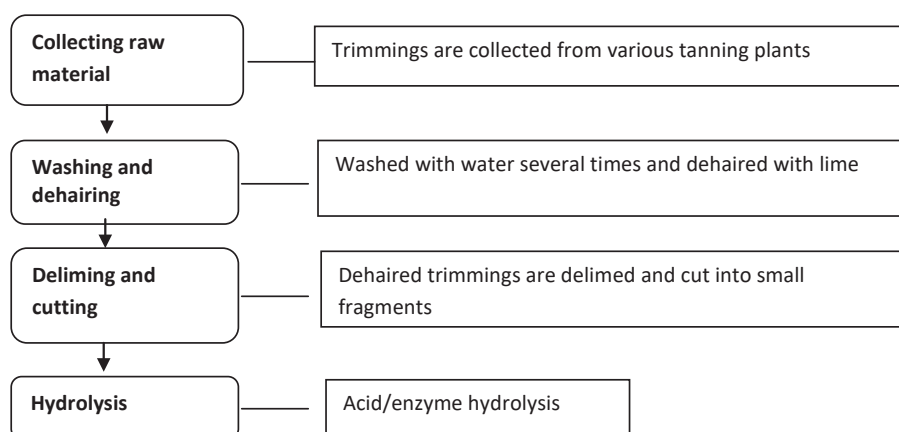 Collecting raw
material
Trimmings are collected from various tanning plants
Washing and
dehairing
Washed with water several times and dehaired with lime
Deliming and
cutting
Dehaired trimmings are delimed and cut into small
fragments
Hydrolysis
Acid/enzyme hydrolysis